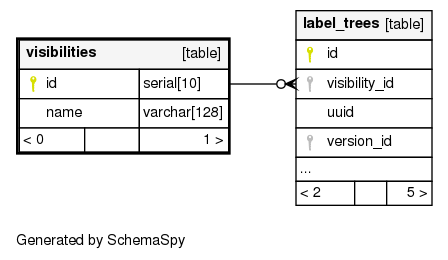 visibilities [table]
id serial[10]
name varchar[128]
< 0 1 >
label_trees [table]
id
visibility_id
uuid
version_id
...
< 2 5 >
Generated by SchemaSpy